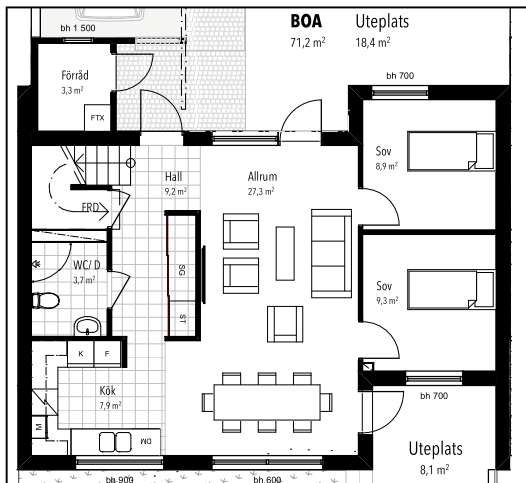 BOA
71,2 m²
Uteplats
18,4 m²
bh 1 500
Förråd
3,3 m²
FTX
bh 700
Sov
8,9 m²
Hall
9,2 m²
Allrum
27,3 m²
FRD
WC/ D
3,7 m²
SG
ST
Sov
9,3 m²
K
F
Kök
7,9 m²
M
DM
bh 700
Uteplats
8,1 m²
bh 900
bh 600